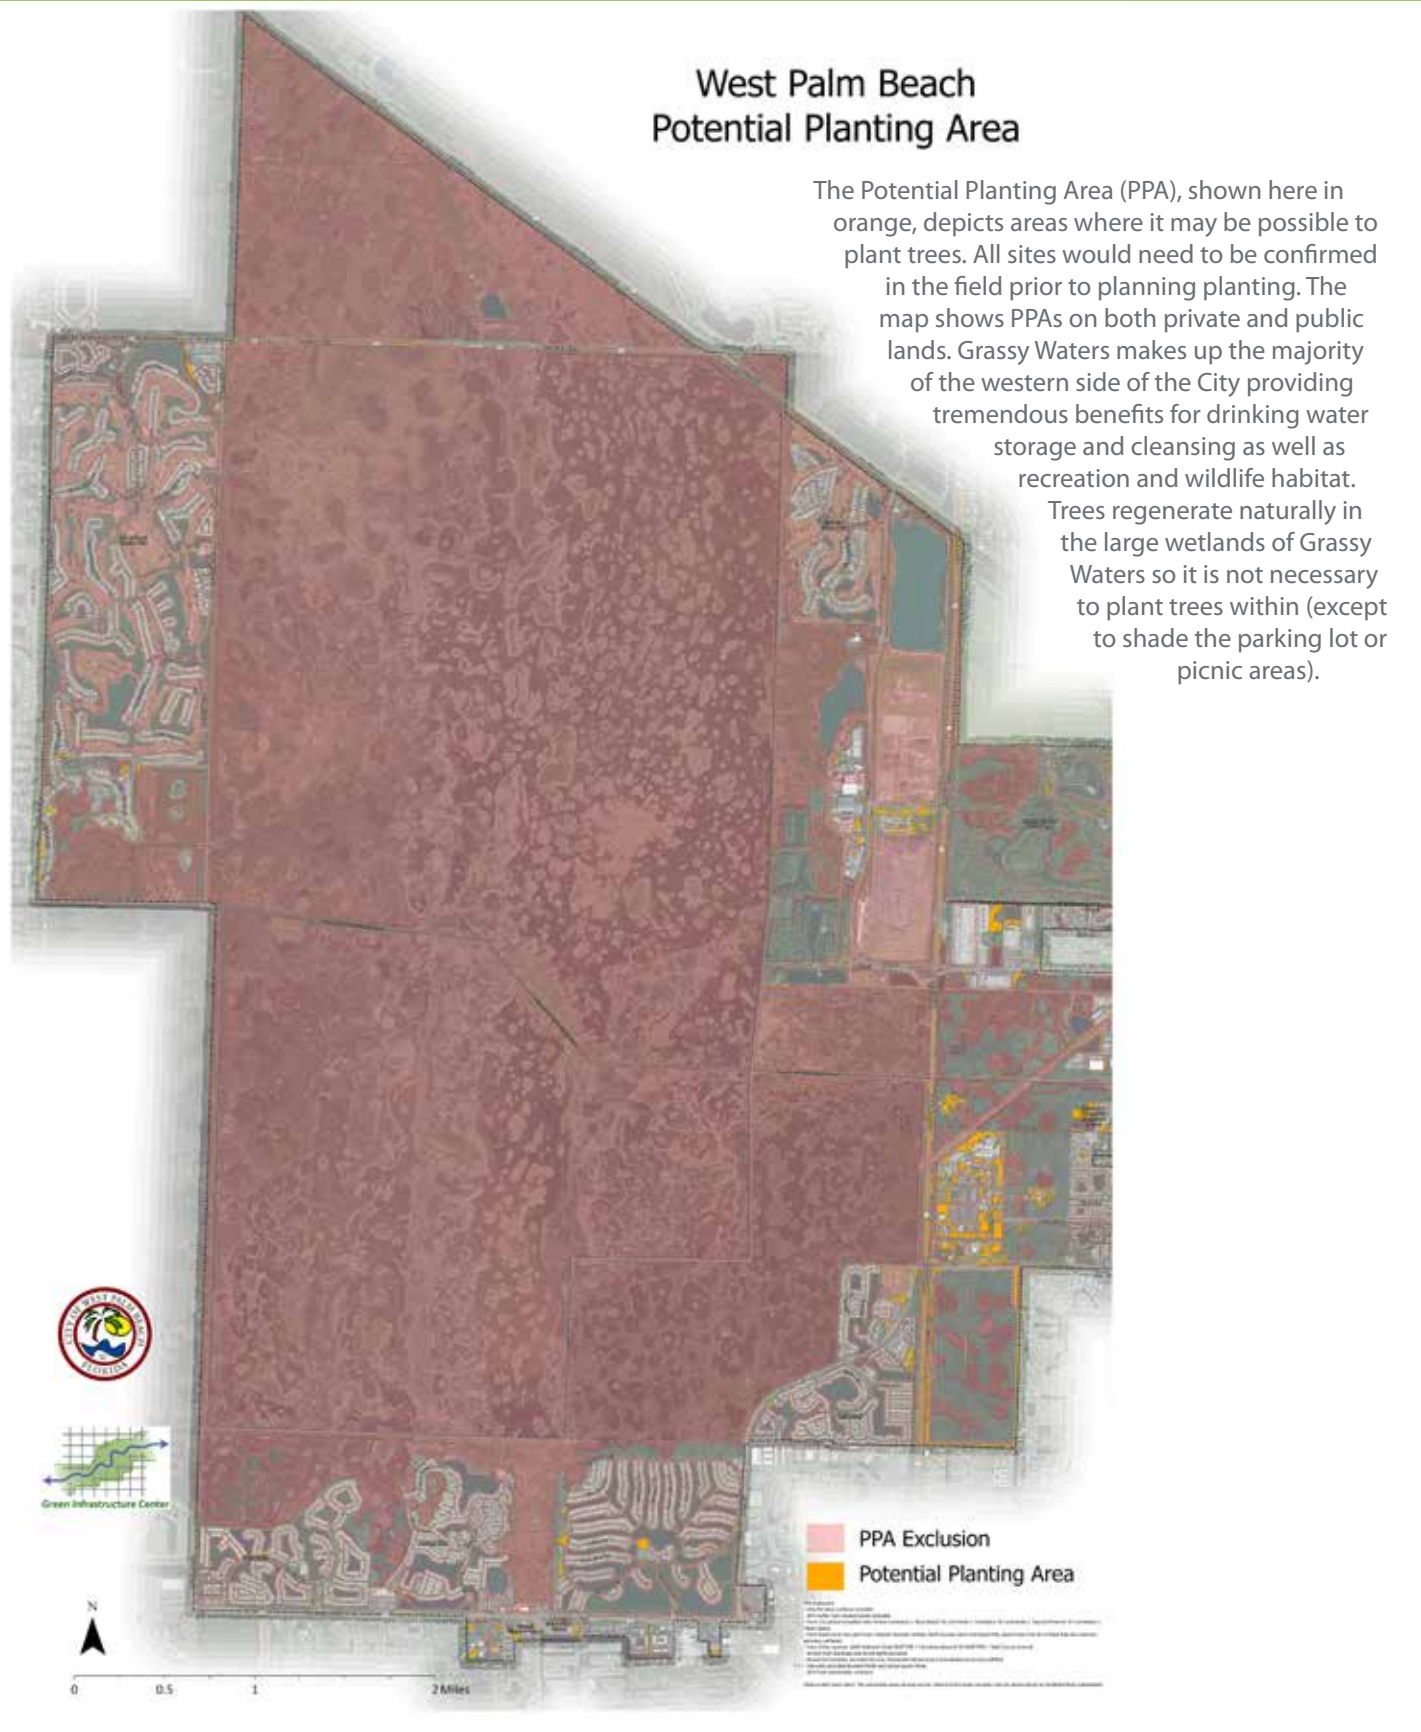 West Palm Beach
Potential Planting Area
The Potential Planting Area (PPA), shown here in
orange, depicts areas where it may be possible to
plant trees. All sites would need to be confirmed
in the field prior to planning planting. The
map shows PPAs on both private and public
lands. Grassy Waters makes up the majority
of the western side of the City providing
tremendous benefits for drinking water
storage and cleansing as well as
recreation and wildlife habitat.
Trees regenerate naturally in
the large wetlands of Grassy
Waters so it is not necessary
to plant trees within (except
to shade the parking lot or
picnic areas).
CITY OF WEST PALM BEACH
FLORIDA
Green Infrastructure Center
PPA Exclusion
Potential Planting Area
N
0 0.5 1 2 Miles